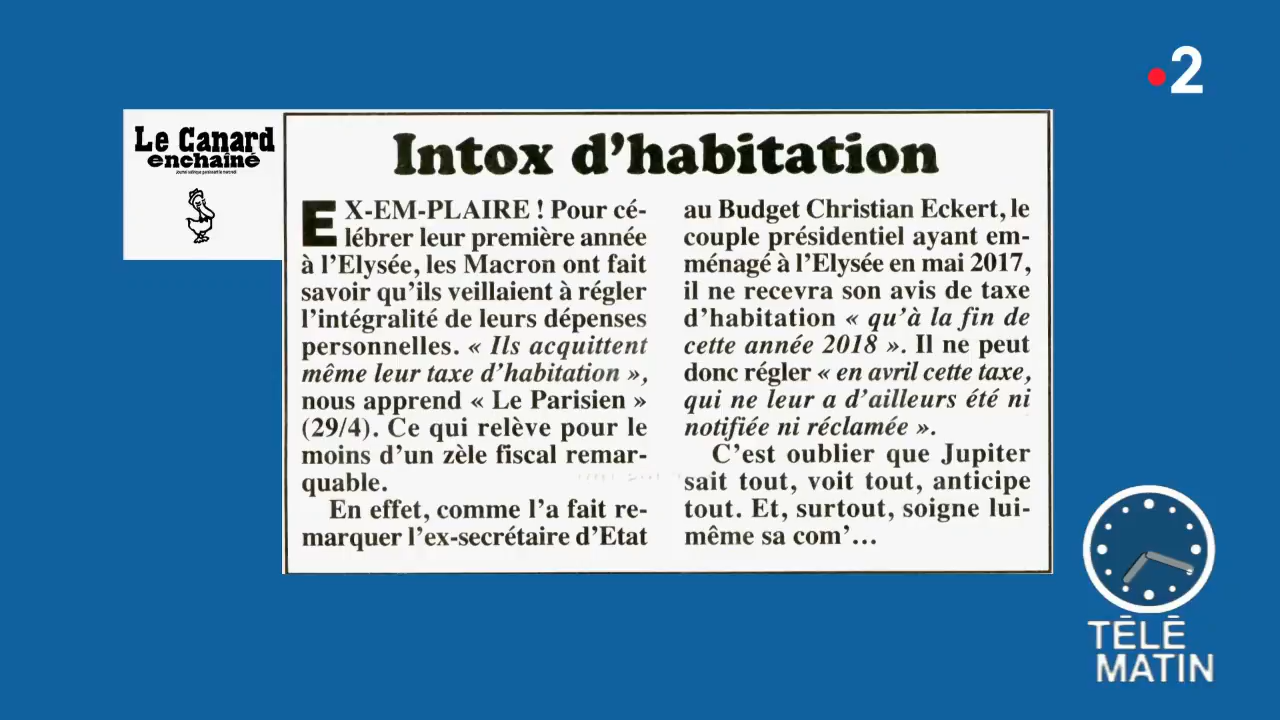 2
Le Canard
enchaîné
Intox d'habitation
EX-EM-PLAIRE ! Pour cé-
lébrer leur première année
à l'Elysée, les Macron ont fait
savoir qu'ils veillaient à régler
l'intégralité de leurs dépenses
personnelles. « Ils acquittent
même leur taxe d'habitation »,
nous apprend « Le Parisien »
(29/4). Ce qui relève pour le
moins d'un zèle fiscal remar-
quable.
En effet, comme l'a fait re-
marquer l'ex-secrétaire d'Etat
au Budget Christian Eckert, le
couple présidentiel ayant em-
ménagé à l'Elysée en mai 2017,
il ne recevra son avis de taxe
d'habitation « qu'à la fin de
cette année 2018 ». Il ne peut
donc régler « en avril cette taxe,
qui ne leur a d'ailleurs été ni
notifiée ni réclamée ».
C'est oublier que Jupiter
sait tout, voit tout, anticipe
tout. Et, surtout, soigne lui-
même sa com'...
TÉLÉ
MATIN